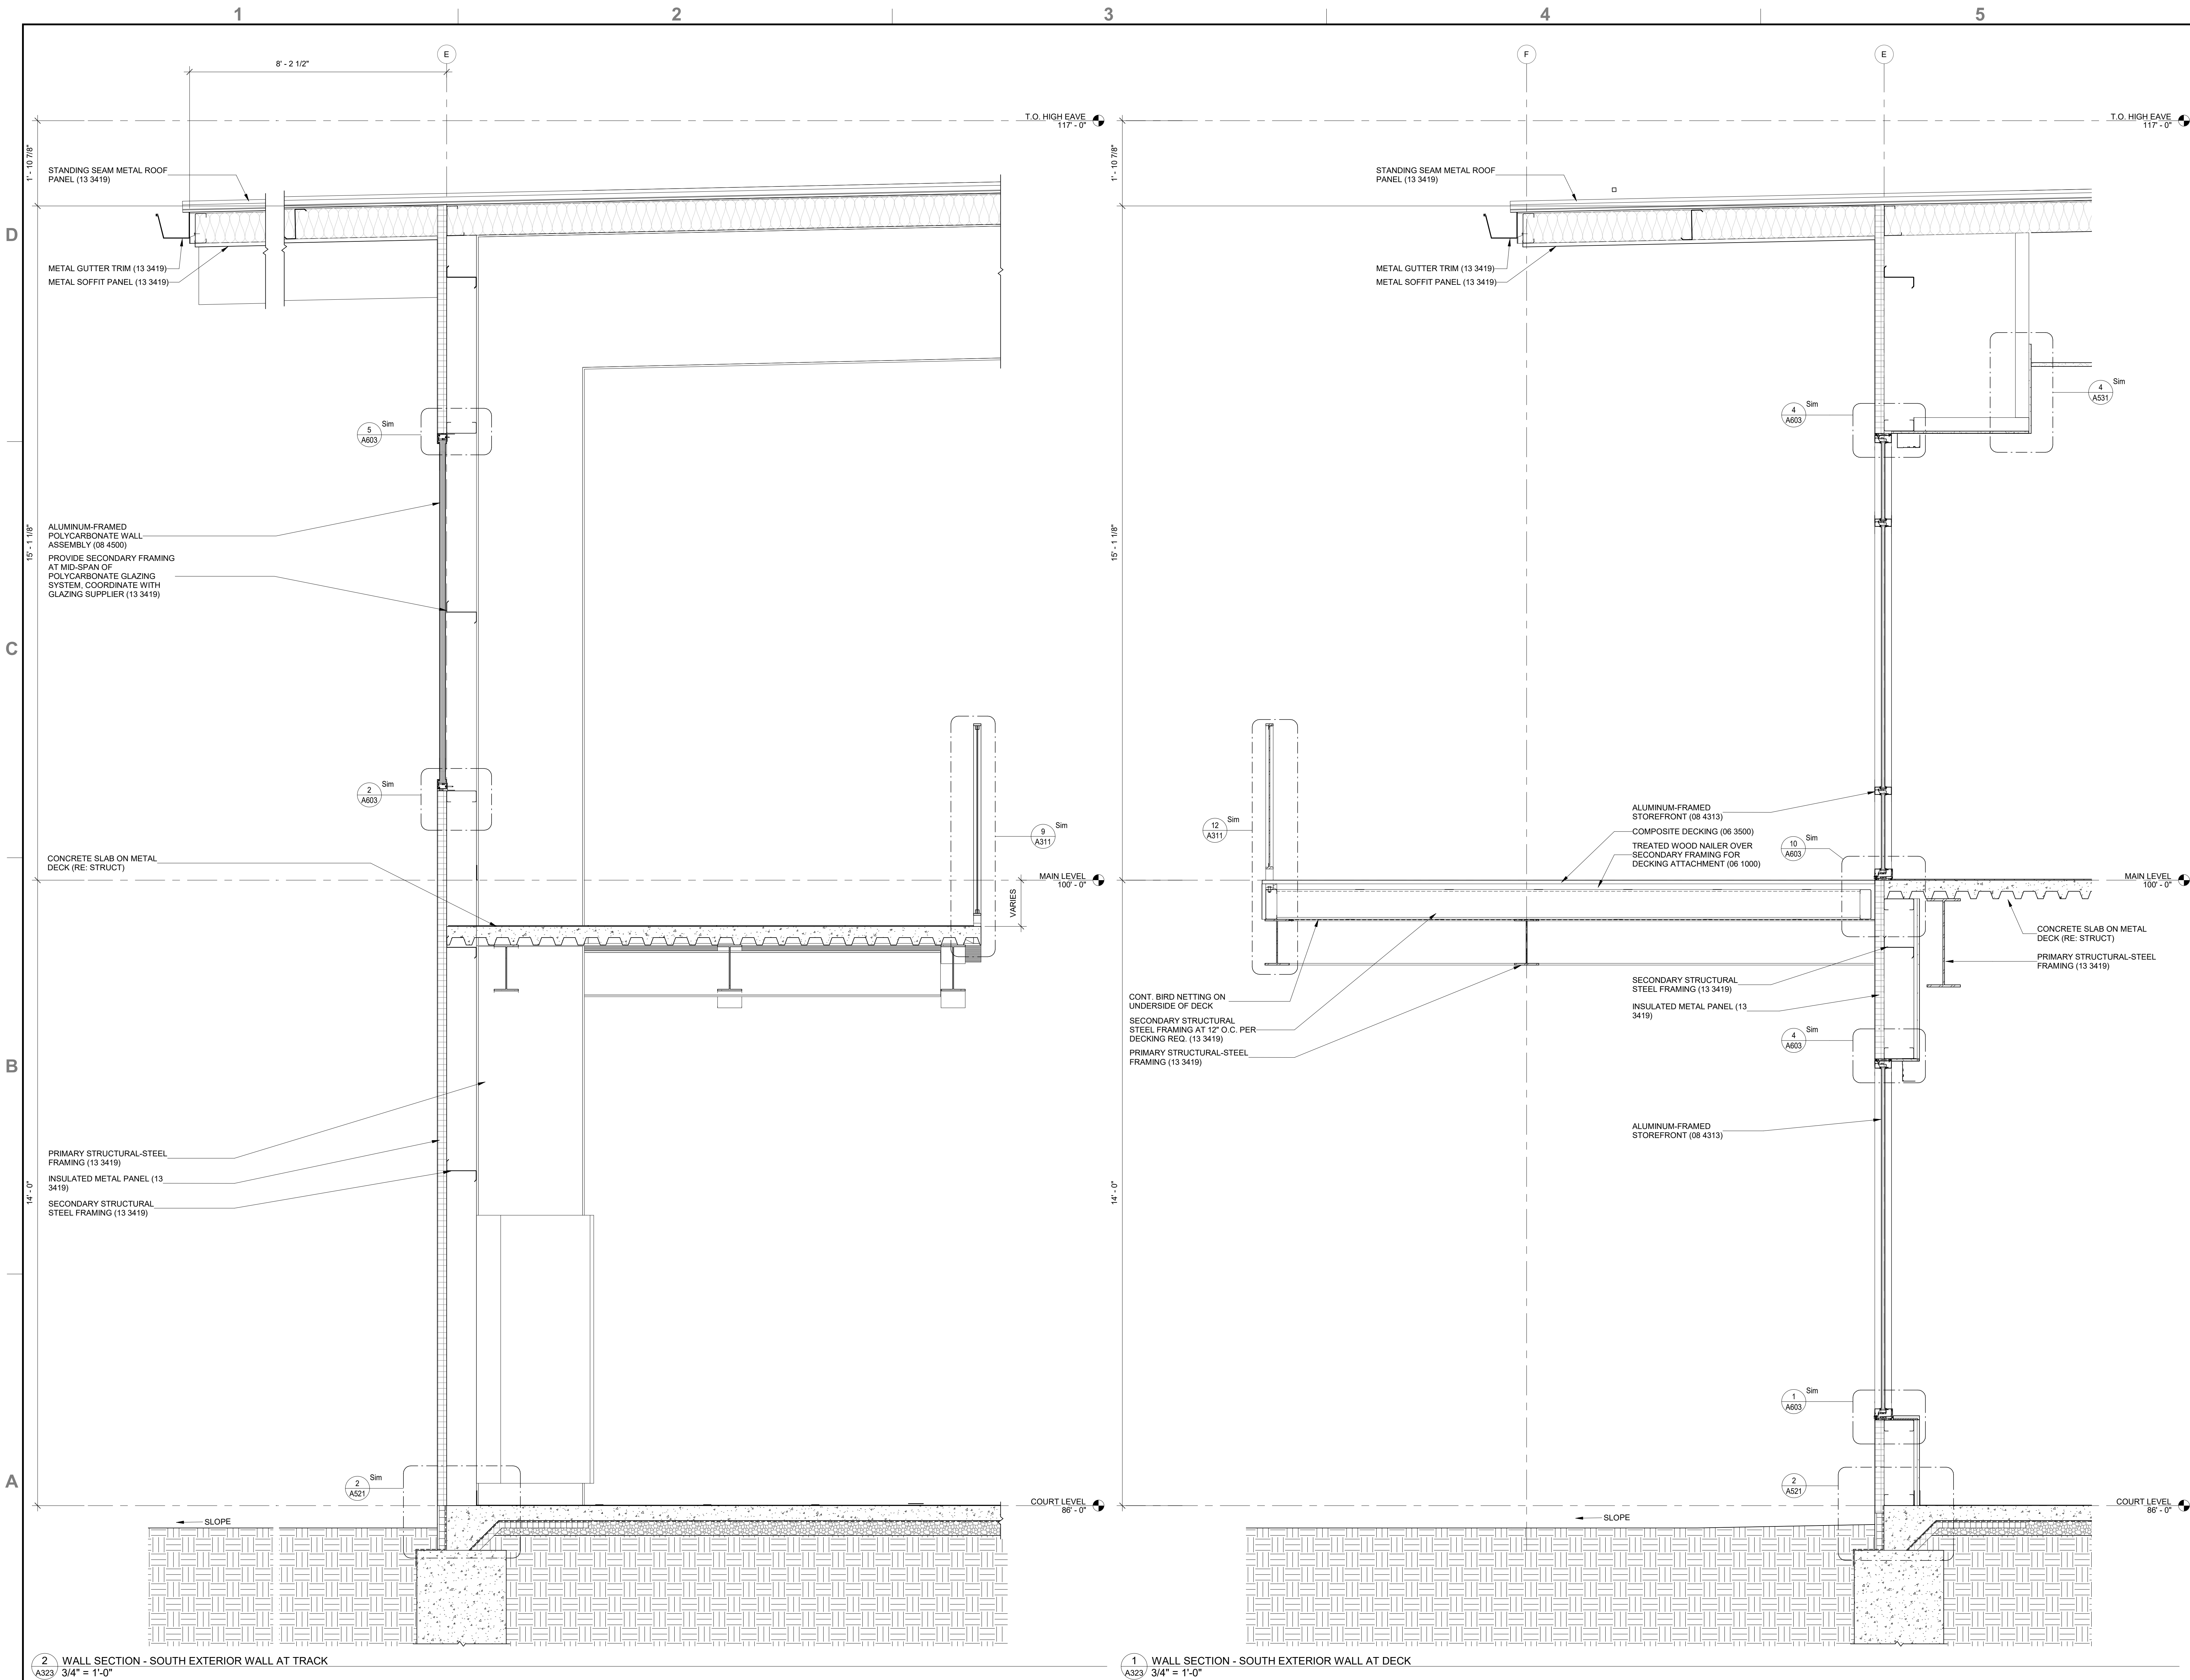 1
2
3
4
5
D
C
B
A
E
8' - 2 1/2"
T.O. HIGH EAVE
117' - 0"
1' - 10 7/8"
STANDING SEAM METAL ROOF
PANEL (13 3419)
METAL GUTTER TRIM (13 3419)
METAL SOFFIT PANEL (13 3419)
5
A603
Sim
15' - 1 1/8"
ALUMINUM-FRAMED
POLYCARBONATE WALL
ASSEMBLY (08 4500)
PROVIDE SECONDARY FRAMING
AT MID-SPAN OF
POLYCARBONATE GLAZING
SYSTEM, COORDINATE WITH
GLAZING SUPPLIER (13 3419)
2
A603
Sim
9
A311
Sim
CONCRETE SLAB ON METAL
DECK (RE: STRUCT)
MAIN LEVEL
100' - 0"
VARIES
PRIMARY STRUCTURAL-STEEL
FRAMING (13 3419)
INSULATED METAL PANEL (13
3419)
SECONDARY STRUCTURAL
STEEL FRAMING (13 3419)
14' - 0"
2
A521
Sim
COURT LEVEL
86' - 0"
SLOPE
2
A323
WALL SECTION - SOUTH EXTERIOR WALL AT TRACK
3/4" = 1'-0"
F
E
T.O. HIGH EAVE
117' - 0"
1' - 10 7/8"
STANDING SEAM METAL ROOF
PANEL (13 3419)
METAL GUTTER TRIM (13 3419)
METAL SOFFIT PANEL (13 3419)
4
A603
Sim
4
A531
Sim
15' - 1 1/8"
12
A311
Sim
ALUMINUM-FRAMED
STOREFRONT (08 4313)
COMPOSITE DECKING (06 3500)
TREATED WOOD NAILER OVER
SECONDARY FRAMING FOR
DECKING ATTACHMENT (06 1000)
10
A603
Sim
MAIN LEVEL
100' - 0"
CONCRETE SLAB ON METAL
DECK (RE: STRUCT)
PRIMARY STRUCTURAL-STEEL
FRAMING (13 3419)
SECONDARY STRUCTURAL
STEEL FRAMING (13 3419)
INSULATED METAL PANEL (13
3419)
CONT. BIRD NETTING ON
UNDERSIDE OF DECK
SECONDARY STRUCTURAL
STEEL FRAMING AT 12" O.C. PER
DECKING REQ. (13 3419)
PRIMARY STRUCTURAL-STEEL
FRAMING (13 3419)
4
A603
Sim
ALUMINUM-FRAMED
STOREFRONT (08 4313)
14' - 0"
1
A603
Sim
2
A521
Sim
COURT LEVEL
86' - 0"
SLOPE
1
A323
WALL SECTION - SOUTH EXTERIOR WALL AT DECK
3/4" = 1'-0"